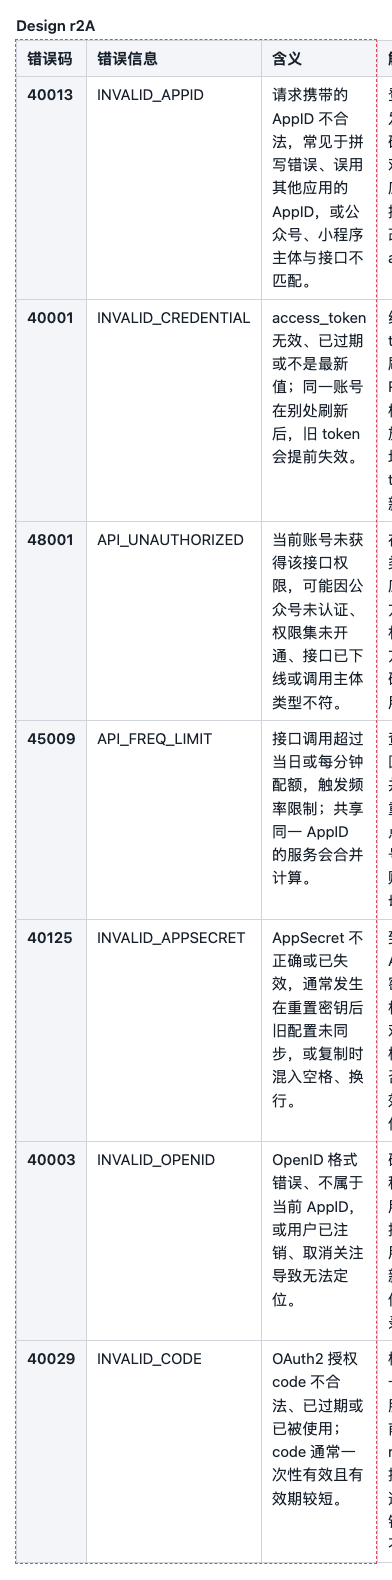 Design r2A
错误码 错误信息 含义
40013 INVALID_APPID 请求携带的
AppID 不合
法，常见于拼
写错误、误用
其他应用的
AppID，或公
众号、小程序
主体与接口不
匹配。
40001 INVALID_CREDENTIAL access_token
无效、已过期
或不是最新
值；同一账号
在别处刷新
后，旧 token
会提前失效。
48001 API_UNAUTHORIZED 当前账号未获
得该接口权
限，可能因公
众号未认证、
权限集未开
通、接口已下
线或调用主体
类型不符。
45009 API_FREQ_LIMIT 接口调用超过
当日或每分钟
配额，触发频
率限制；共享
同一 AppID
的服务会合并
计算。
40125 INVALID_APPSECRET AppSecret 不
正确或已失
效，通常发生
在重置密钥后
旧配置未同
步，或复制时
混入空格、换
行。
40003 INVALID_OPENID OpenID 格式
错误、不属于
当前 AppID，
或用户已注
销、取消关注
导致无法定
位。
40029 INVALID_CODE OAuth2 授权
code 不合
法、已过期或
已被使用；
code 通常一
次性有效且有
效期较短。